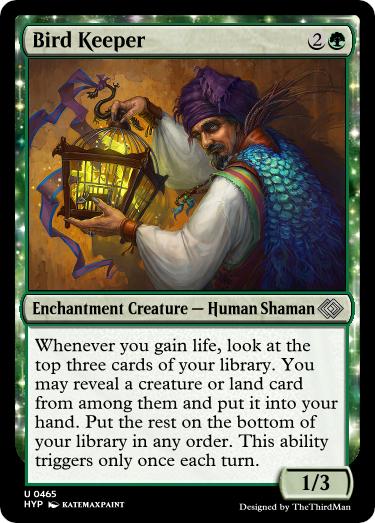 Bird Keeper 2
Enchantment Creature — Human Shaman
Whenever you gain life, look at the
top three cards of your library. You
may reveal a creature or land card
from among them and put it into your
hand. Put the rest on the bottom of
your library in any order. This ability
triggers only once each turn.
1/3
U 0465
HYP KATEMAXPAINT
Designed by TheThirdMan